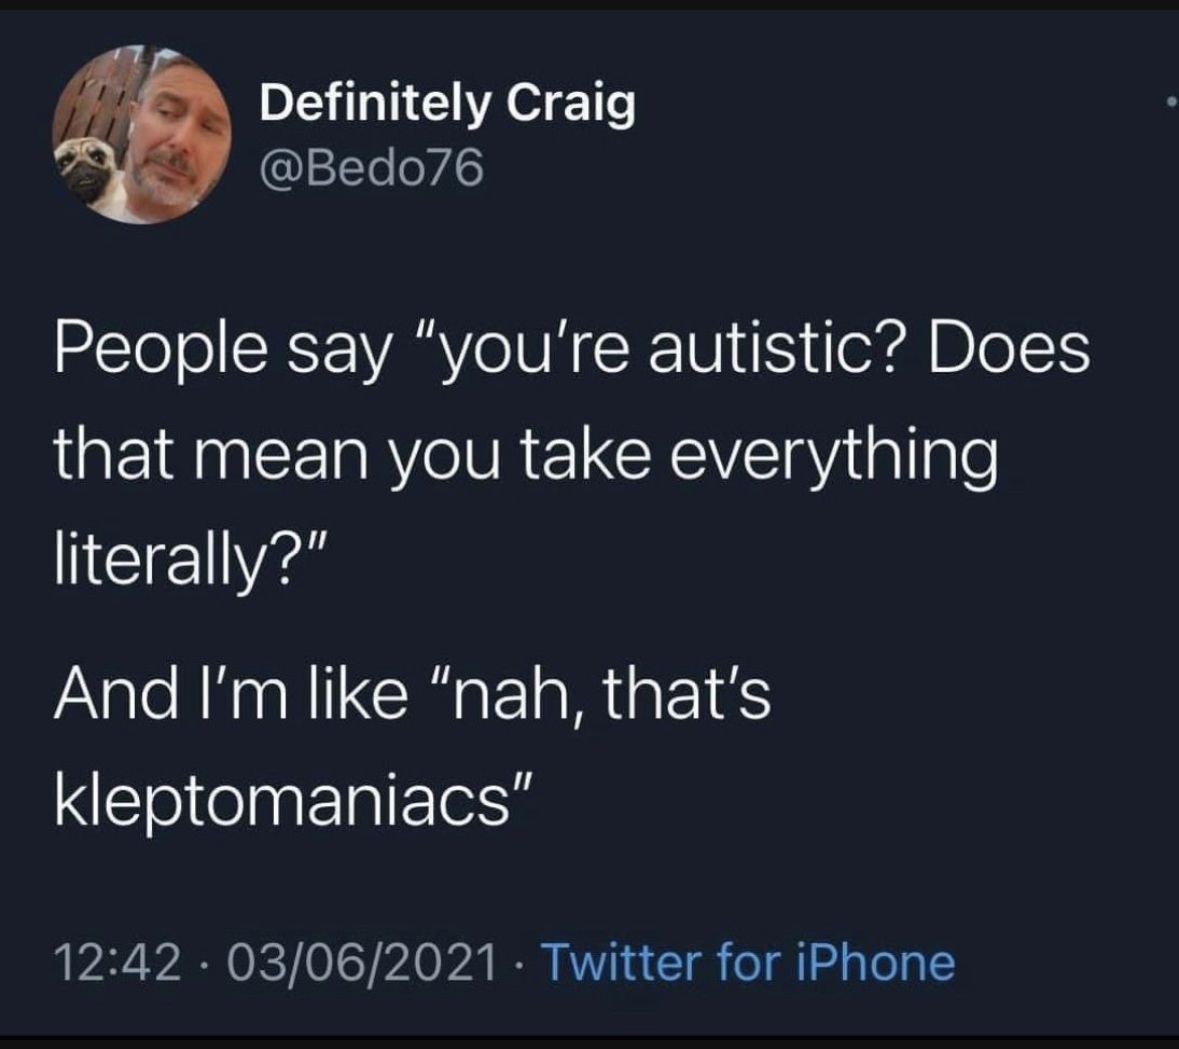 Definitely Craig
@Bedo76
People say “you’re autistic? Does
that mean you take everything
literally?”
And I’m like “nah, that’s
kleptomaniacs”
12:42 · 03/06/2021 · Twitter for iPhone